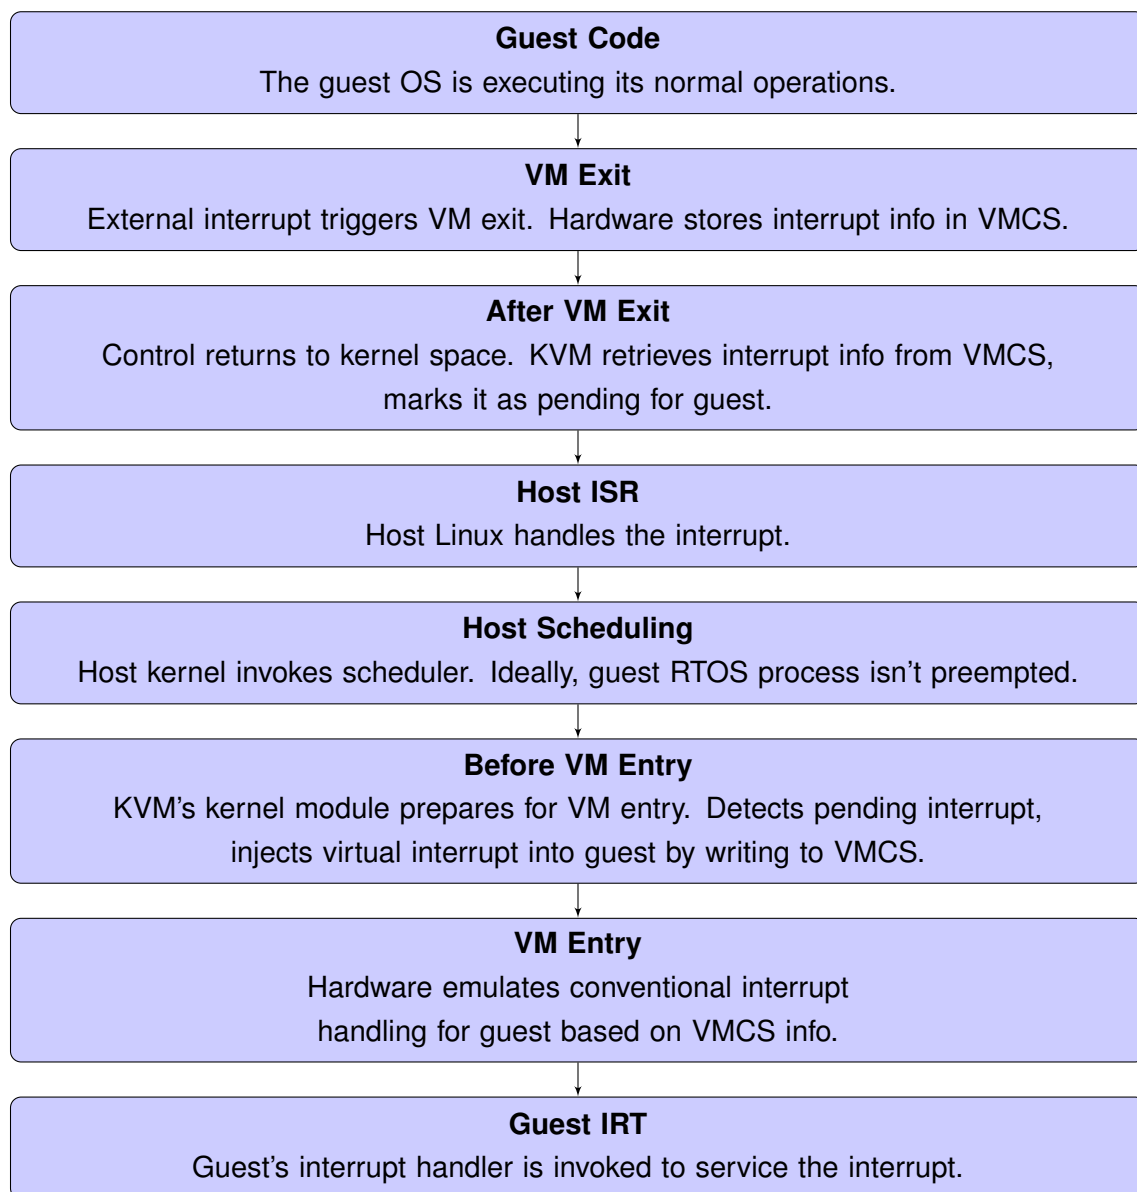 Guest Code
The guest OS is executing its normal operations.
VM Exit
External interrupt triggers VM exit. Hardware stores interrupt info in VMCS.
After VM Exit
Control returns to kernel space. KVM retrieves interrupt info from VMCS,
marks it as pending for guest.
Host ISR
Host Linux handles the interrupt.
Host Scheduling
Host kernel invokes scheduler. Ideally, guest RTOS process isn't preempted.
Before VM Entry
KVM's kernel module prepares for VM entry. Detects pending interrupt,
injects virtual interrupt into guest by writing to VMCS.
VM Entry
Hardware emulates conventional interrupt
handling for guest based on VMCS info.
Guest IRT
Guest's interrupt handler is invoked to service the interrupt.